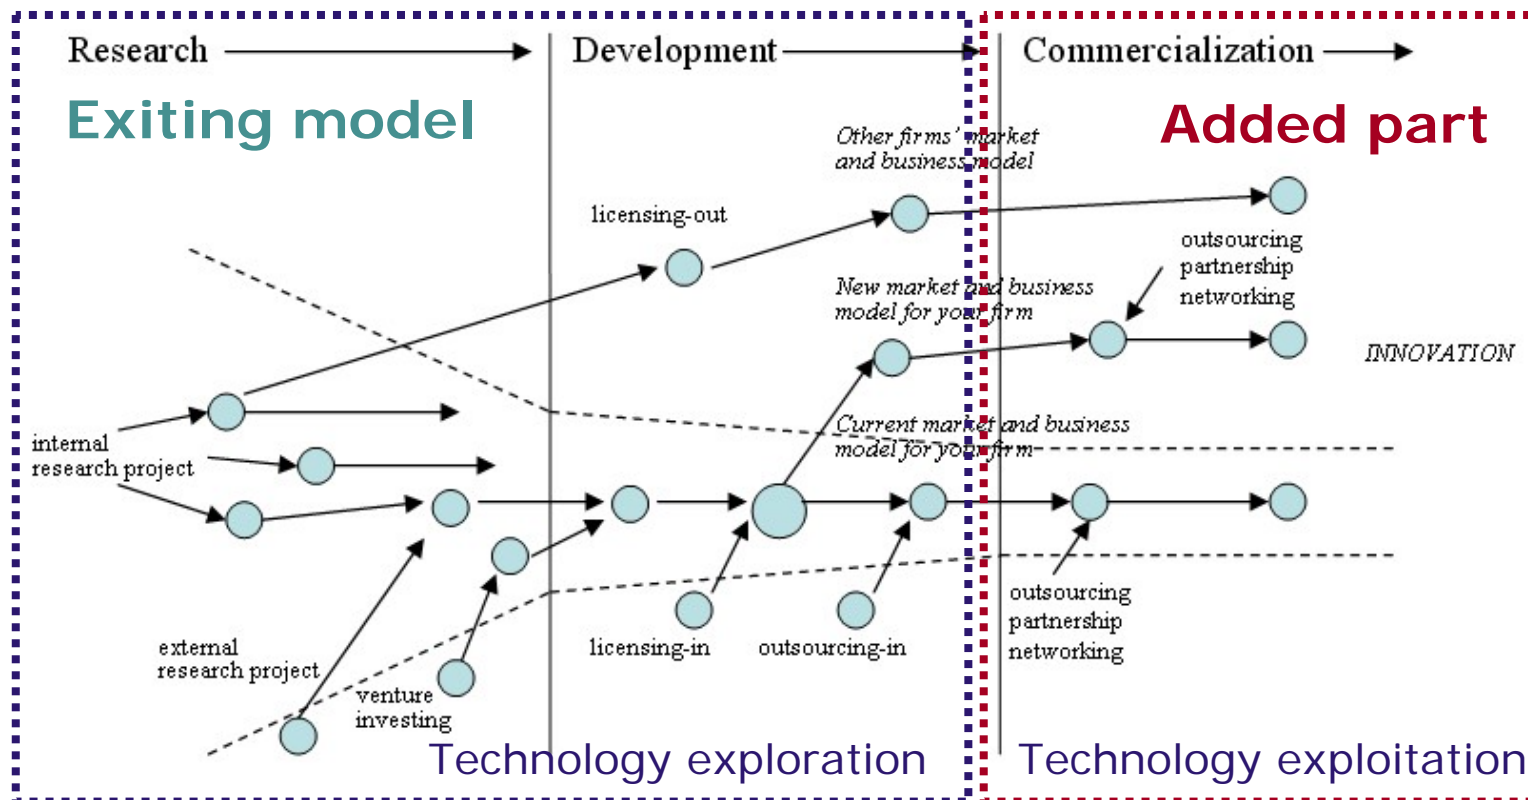 Research
Development
Commercialization
Exiting model
Added part
Other firms' market
and business model
licensing-out
outsourcing
partnership
networking
New market and business
model for your firm
INNOVATION
Current market and business
model for your firm
internal
research project
external
research project
venture
investing
licensing-in
outsourcing-in
outsourcing
partnership
networking
Technology exploration
Technology exploitation